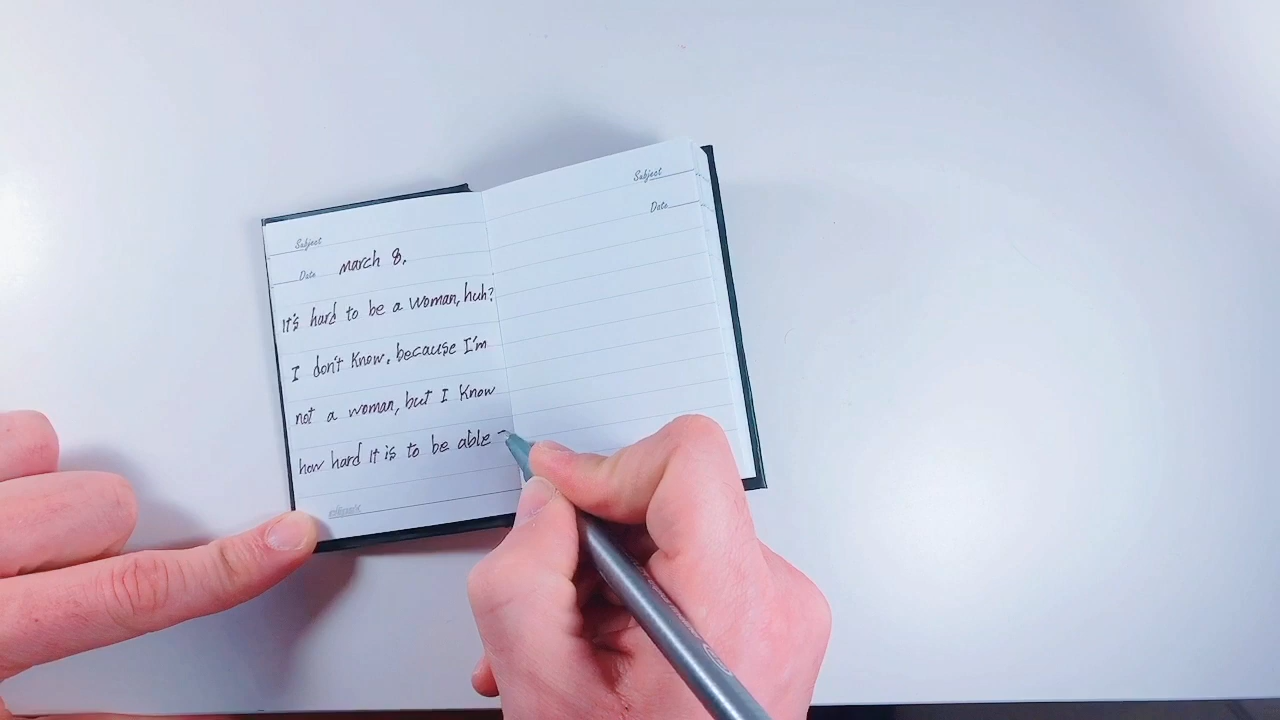 Subject
Date march 8.
It's hard to be a woman, huh?
I don't know, because I'm
not a woman, but I know
how hard it is to be able
Subject
Date